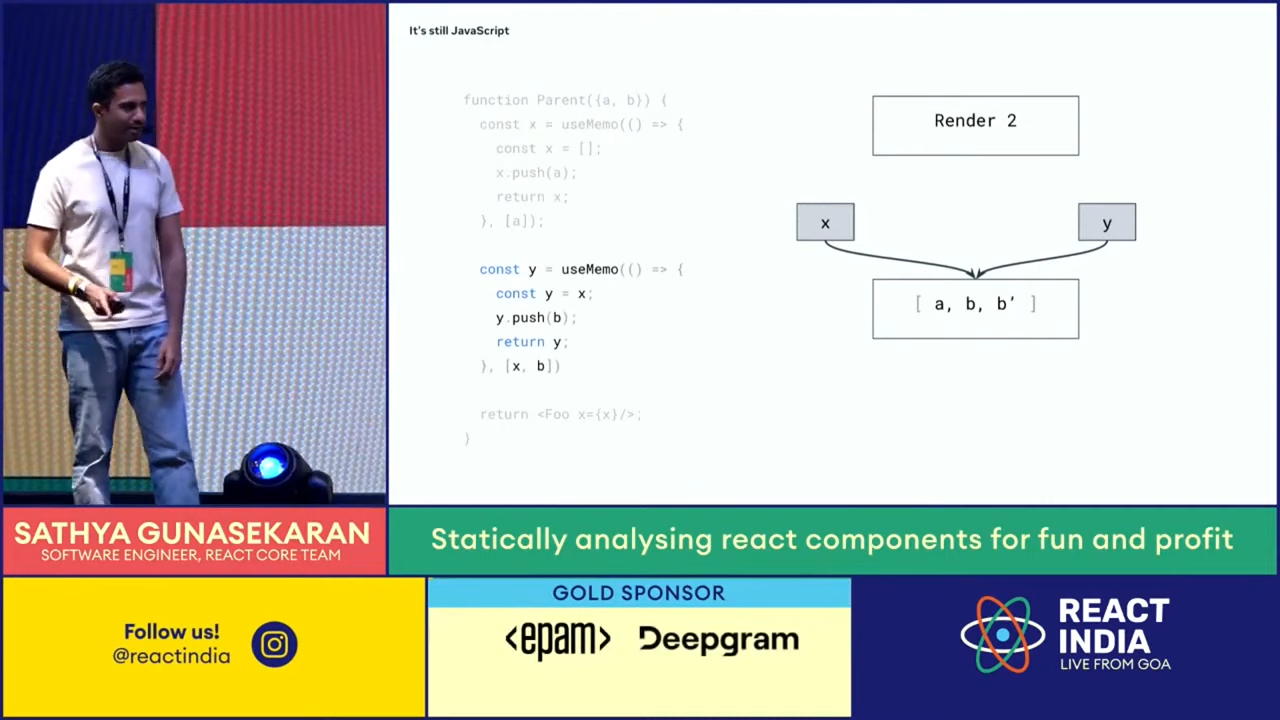 It's still JavaScript
function Parent({a, b}) {
const x = useMemo(() => {
const x = [];
x.push(a);
return x;
}, [a]);
const y = useMemo(() => {
const y = x;
y.push(b);
return y;
}, [x, b])
return <Foo x={x}/>;
}
Render 2
x
y
[ a, b, b’ ]
SATHYA GUNASEKARAN
SOFTWARE ENGINEER, REACT CORE TEAM
Statically analysing react components for fun and profit
Follow us!
@reactindia
GOLD SPONSOR
<epam>
Deepgram
REACT
INDIA
LIVE FROM GOA